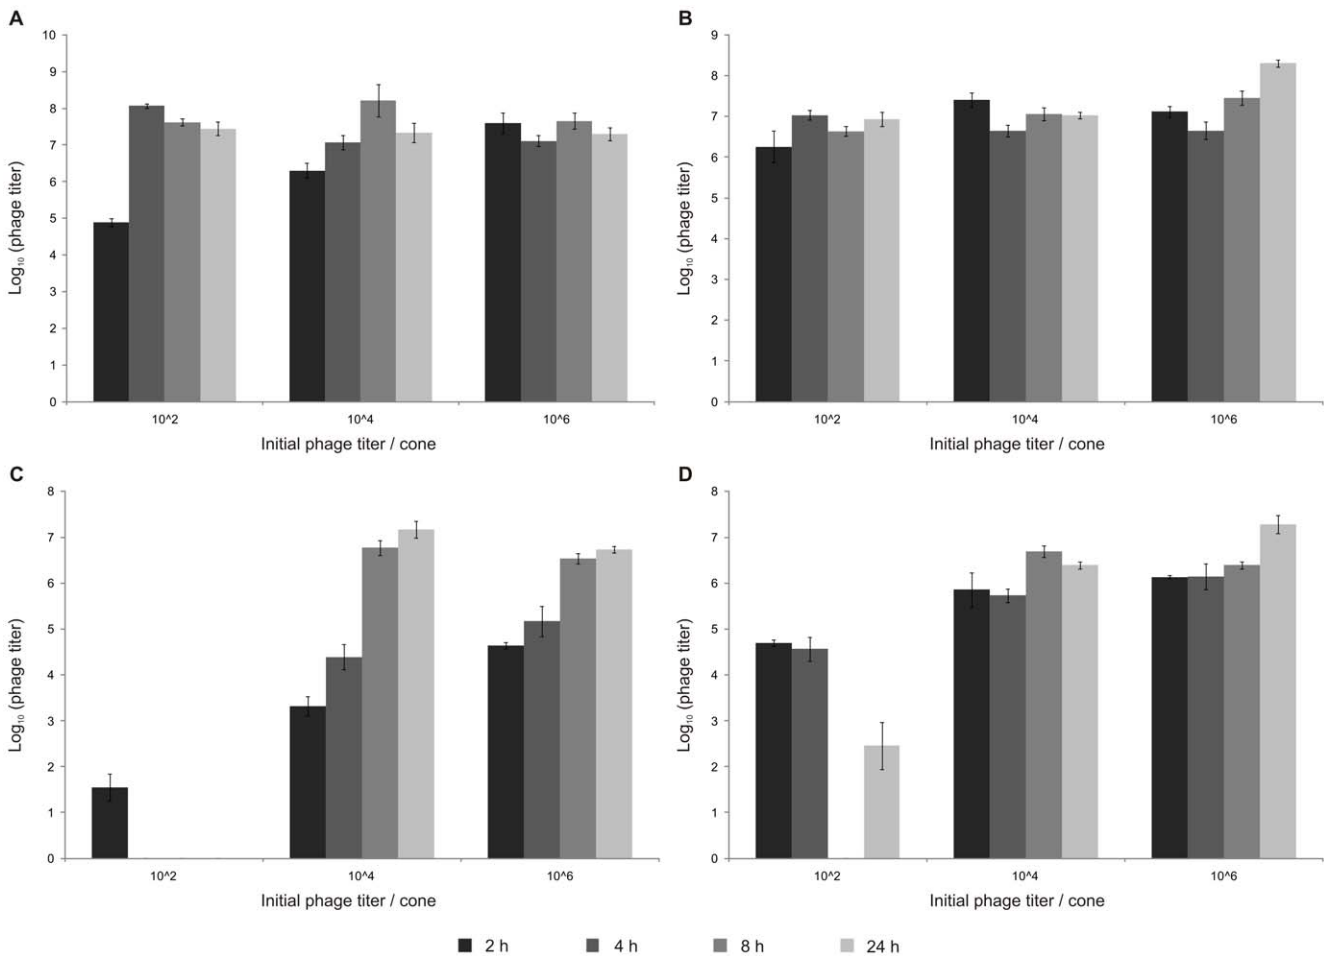 A
10
9
8
7
6
5
4
3
2
1
0
Log₁₀ (phage titer)
10^2 10^4 10^6
Initial phage titer / cone
B
9
8
7
6
5
4
3
2
1
0
Log₁₀ (phage titer)
10^2 10^4 10^6
Initial phage titer / cone
C
8
7
6
5
4
3
2
1
0
Log₁₀ (phage titer)
10^2 10^4 10^6
Initial phage titer / cone
D
8
7
6
5
4
3
2
1
0
Log₁₀ (phage titer)
10^2 10^4 10^6
Initial phage titer / cone
2 h 4 h 8 h 24 h